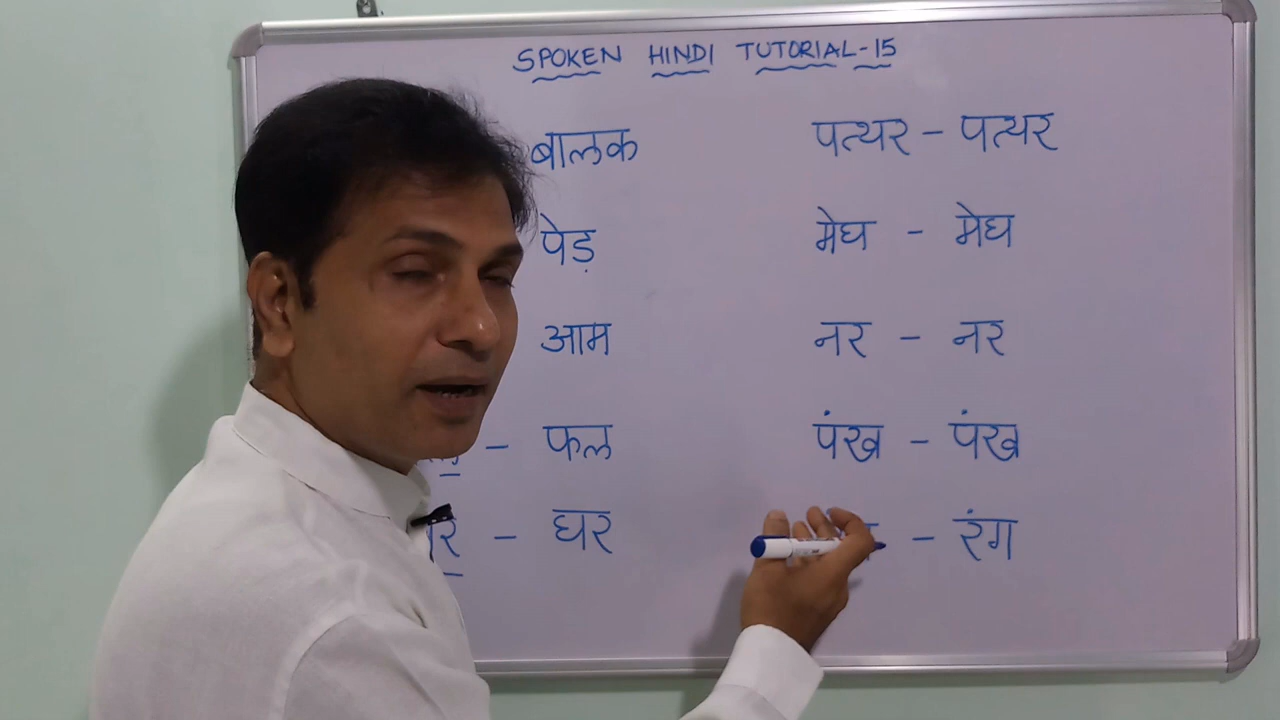 SPOKEN HINDI TUTORIAL-15
बालक पत्थर - पत्थर
पेड़ मेघ - मेघ
आम नर - नर
- फल पंख - पंख
- घर - रंग